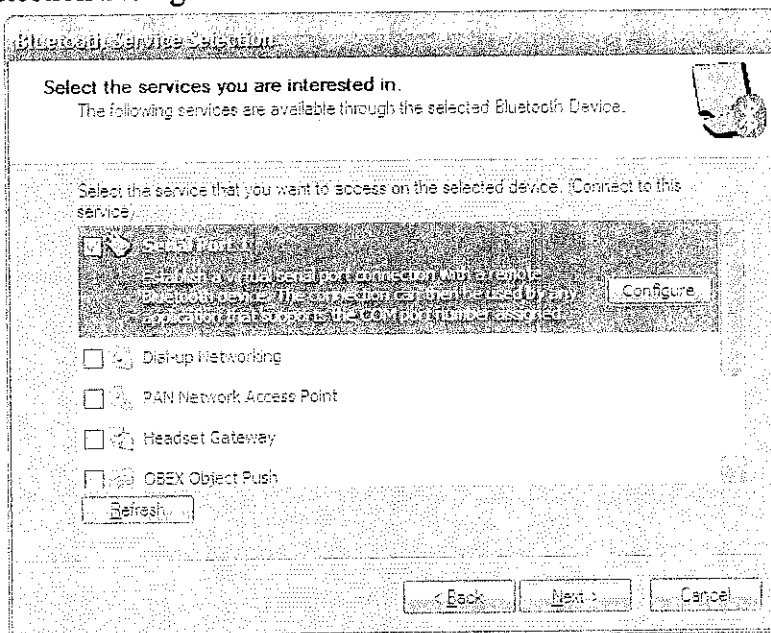 Bluetooth Service Selection
Select the services you are interested in.
The following services are available through the selected Bluetooth Device.
Select the service that you want to access on the selected device. (Connect to this
service)
Serial Port 1
Establish a virtual serial port connection with a remote
Bluetooth device. The connection can then be used by any
application that supports the COM port number assigned.
Configure
Dial-up Networking
PAN Network Access Point
Headset Gateway
OBEX Object Push
Refresh
< Back
Next >
Cancel